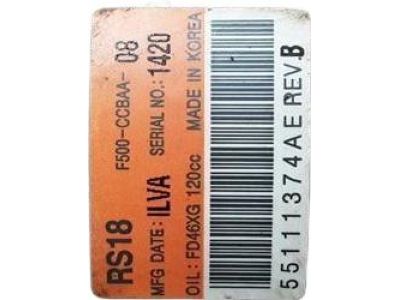 RS18 F500-CCBAA-08
MFG DATE: ILVA SERIAL NO.: 1420
OIL: FD46XG 120cc MADE IN KOREA
55111374AE REV.B